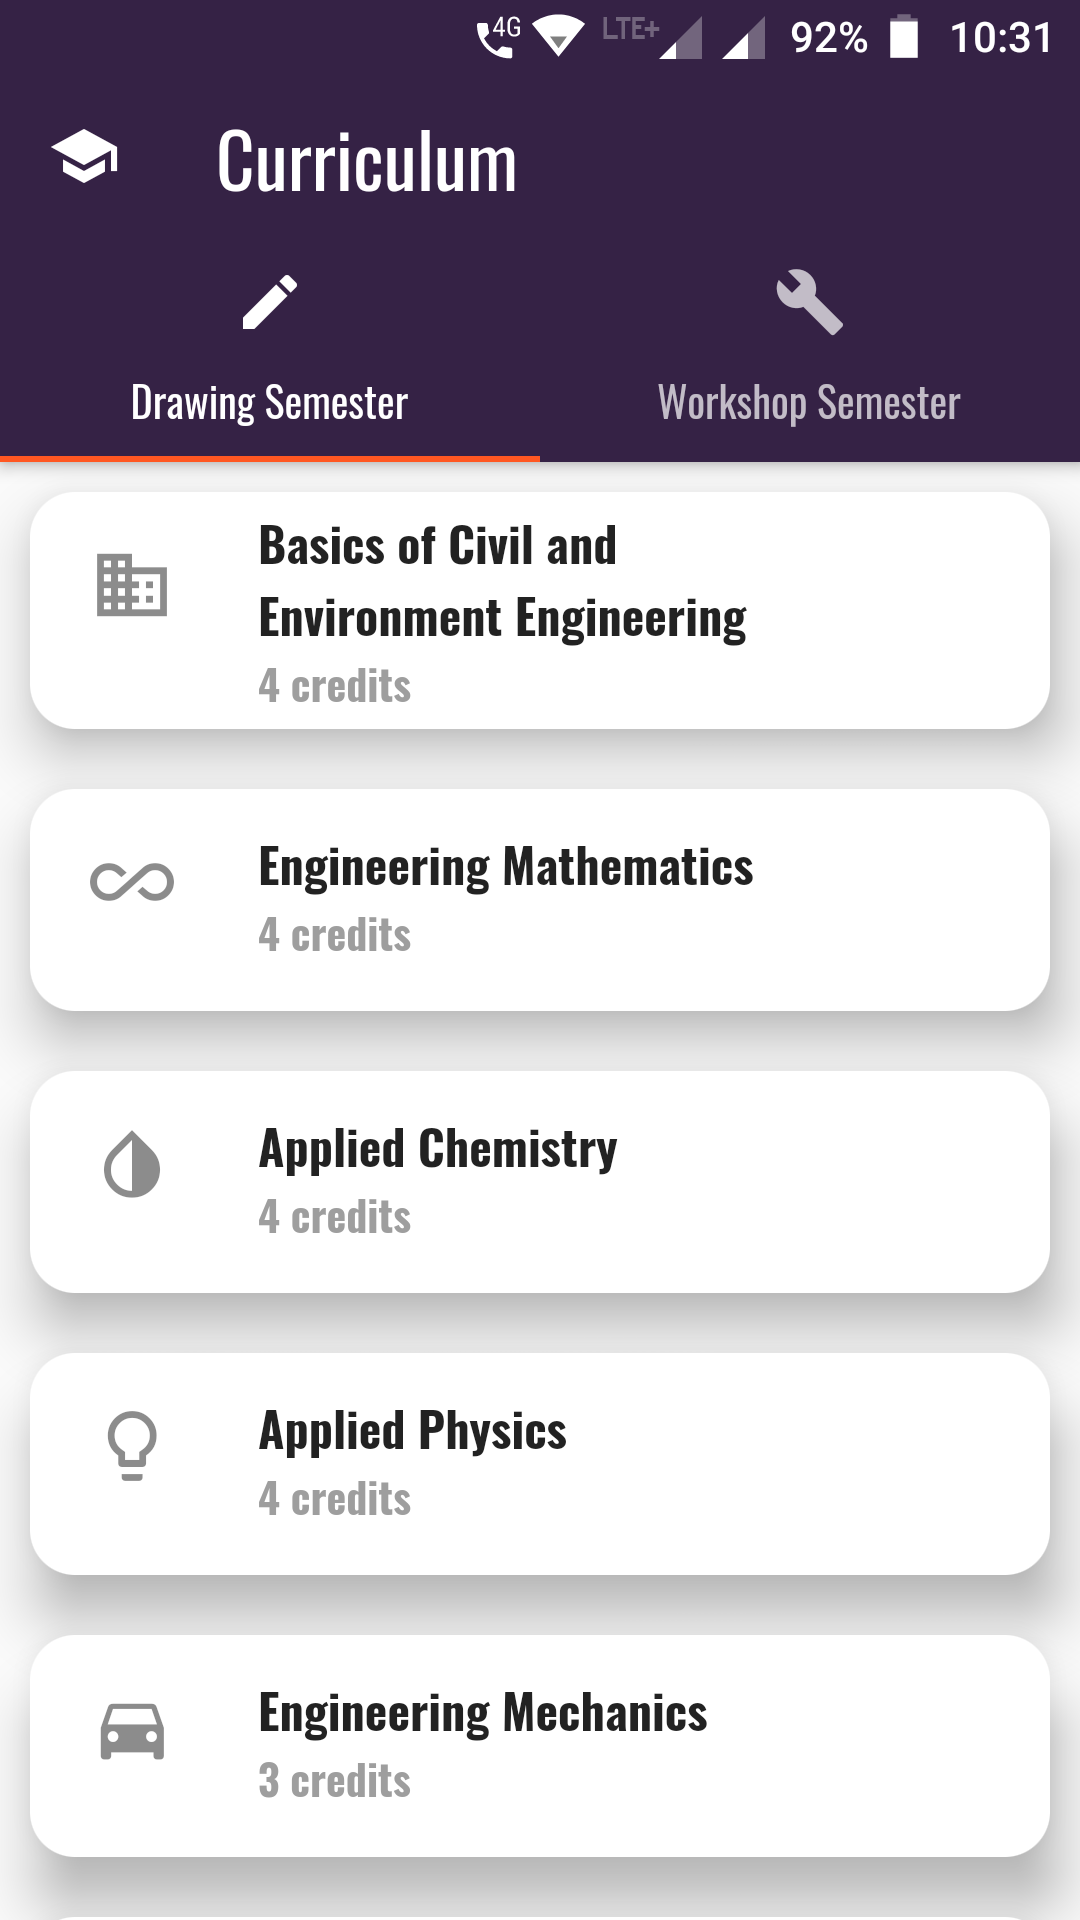 4G LTE+ 92% 10:31
Curriculum
Drawing Semester Workshop Semester
Basics of Civil and
Environment Engineering
4 credits
Engineering Mathematics
4 credits
Applied Chemistry
4 credits
Applied Physics
4 credits
Engineering Mechanics
3 credits